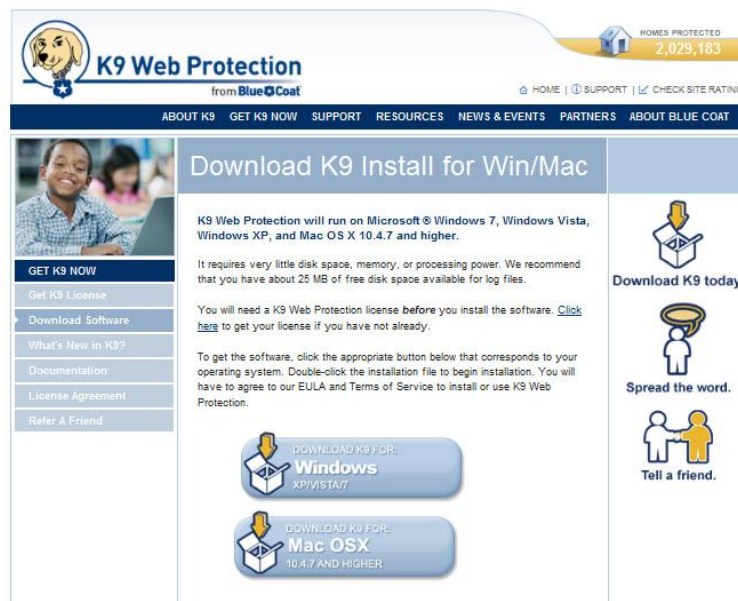 HOMES PROTECTED
2,029,183
K9 Web Protection
from Blue Coat
HOME | SUPPORT | CHECK SITE RATING
ABOUT K9 GET K9 NOW SUPPORT RESOURCES NEWS & EVENTS PARTNERS ABOUT BLUE COAT
Download K9 Install for Win/Mac
K9 Web Protection will run on Microsoft ® Windows 7, Windows Vista,
Windows XP, and Mac OS X 10.4.7 and higher.
It requires very little disk space, memory, or processing power. We recommend
that you have about 25 MB of free disk space available for log files.
You will need a K9 Web Protection license before you install the software. Click
here to get your license if you have not already.
To get the software, click the appropriate button below that corresponds to your
operating system. Double-click the installation file to begin installation. You will
have to agree to our EULA and Terms of Service to install or use K9 Web
Protection.
DOWNLOAD K9 FOR:
Windows
XP/VISTA/7
DOWNLOAD K9 FOR:
Mac OSX
10.4.7 AND HIGHER
GET K9 NOW
Get K9 License
Download Software
What's New in K9?
Documentation
License Agreement
Refer A Friend
Download K9 today
Spread the word.
Tell a friend.